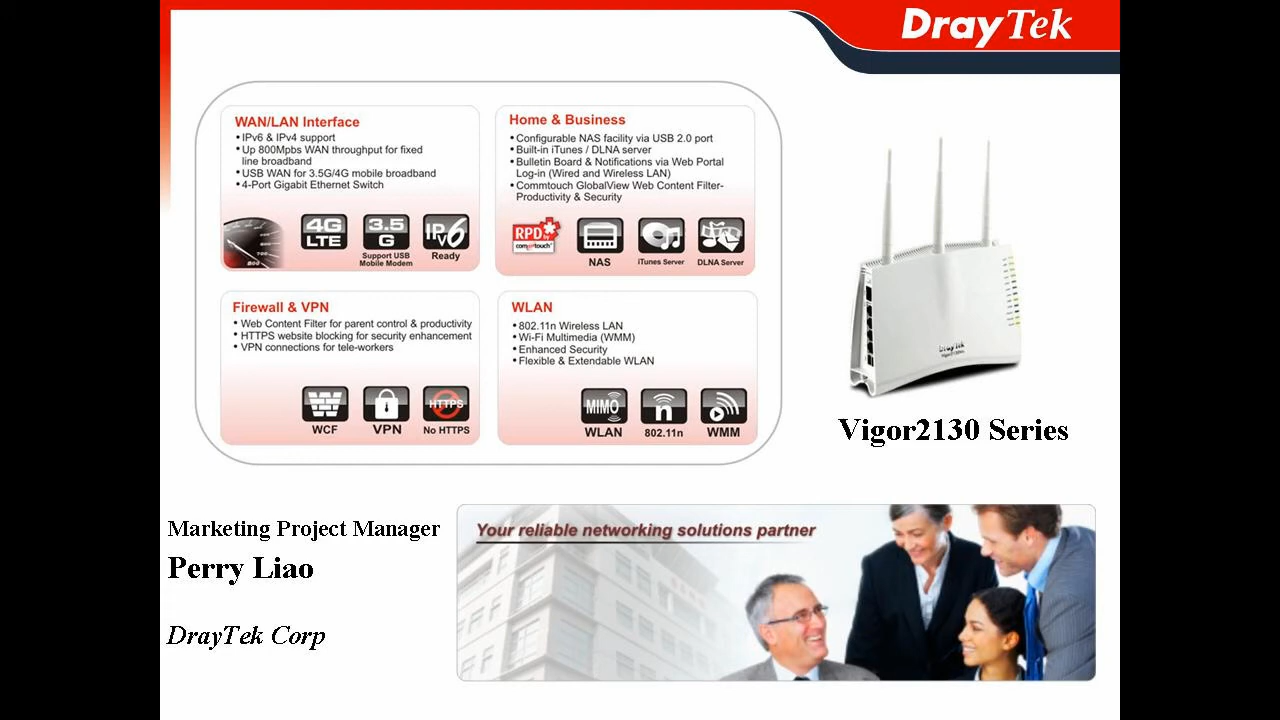 DrayTek
WAN/LAN Interface
• IPv6 & IPv4 support
• Up 800Mpbs WAN throughput for fixed
line broadband
• USB WAN for 3.5G/4G mobile broadband
• 4-Port Gigabit Ethernet Switch
4G
LTE
3.5
G
Support USB
Mobile Modem
IPv6
Ready
Home & Business
• Configurable NAS facility via USB 2.0 port
• Built-in iTunes / DLNA server
• Bulletin Board & Notifications via Web Portal
Log-in (Wired and Wireless LAN)
• Commtouch GlobalView Web Content Filter-
Productivity & Security
RPD
by
commtouch
NAS
iTunes Server
DLNA Server
Firewall & VPN
• Web Content Filter for parent control & productivity
• HTTPS website blocking for security enhancement
• VPN connections for tele-workers
WCF
VPN
HTTPS
No HTTPS
WLAN
• 802.11n Wireless LAN
• Wi-Fi Multimedia (WMM)
• Enhanced Security
• Flexible & Extendable WLAN
MIMO
WLAN
n
802.11n
WMM
DrayTek
Vigor2130 Series
Marketing Project Manager
Perry Liao
DrayTek Corp
Your reliable networking solutions partner